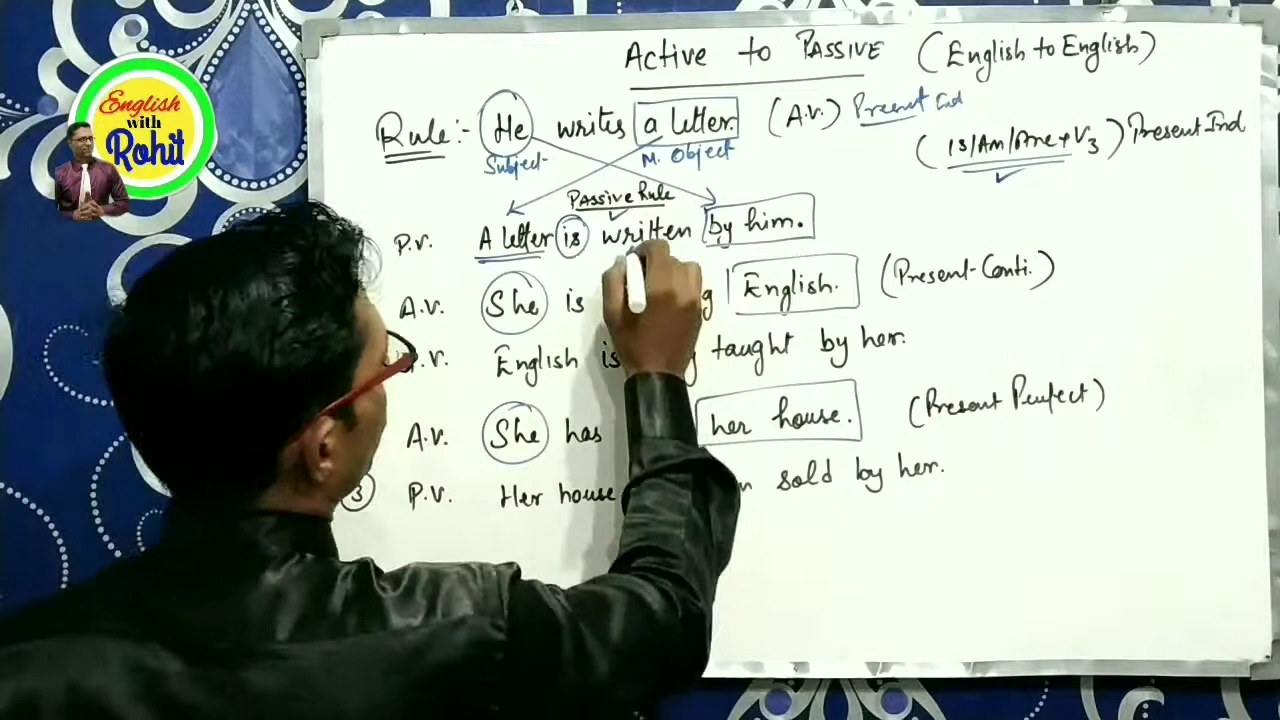 English
with
Rohit
Active to Passive (English to English)
Rule:- He writes a letter. (A.V.) Present Ind
(Is/Am/Are+V3) Present Ind
Subject M. Object
Passive Rule
P.V. A letter is written by him.
A.V. She is English. (Present-Conti.)
.V. English is taught by her.
A.V. She has her house. (Present Perfect)
3 P.V. Her house sold by her.